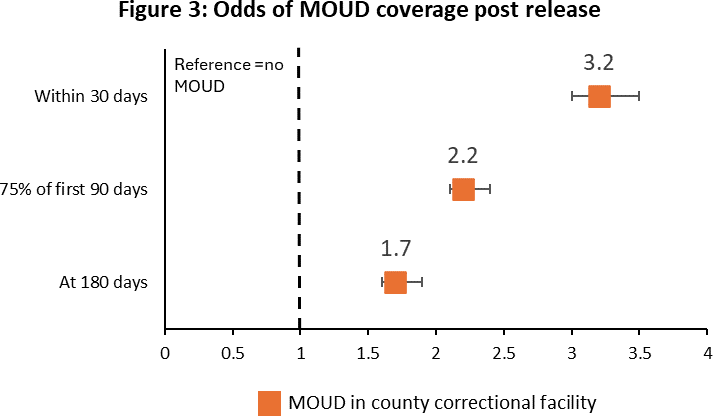 Figure 3: Odds of MOUD coverage post release
Reference =no
MOUD
3.2
Within 30 days
2.2
75% of first 90 days
1.7
At 180 days
0 0.5 1 1.5 2 2.5 3 3.5 4
MOUD in county correctional facility